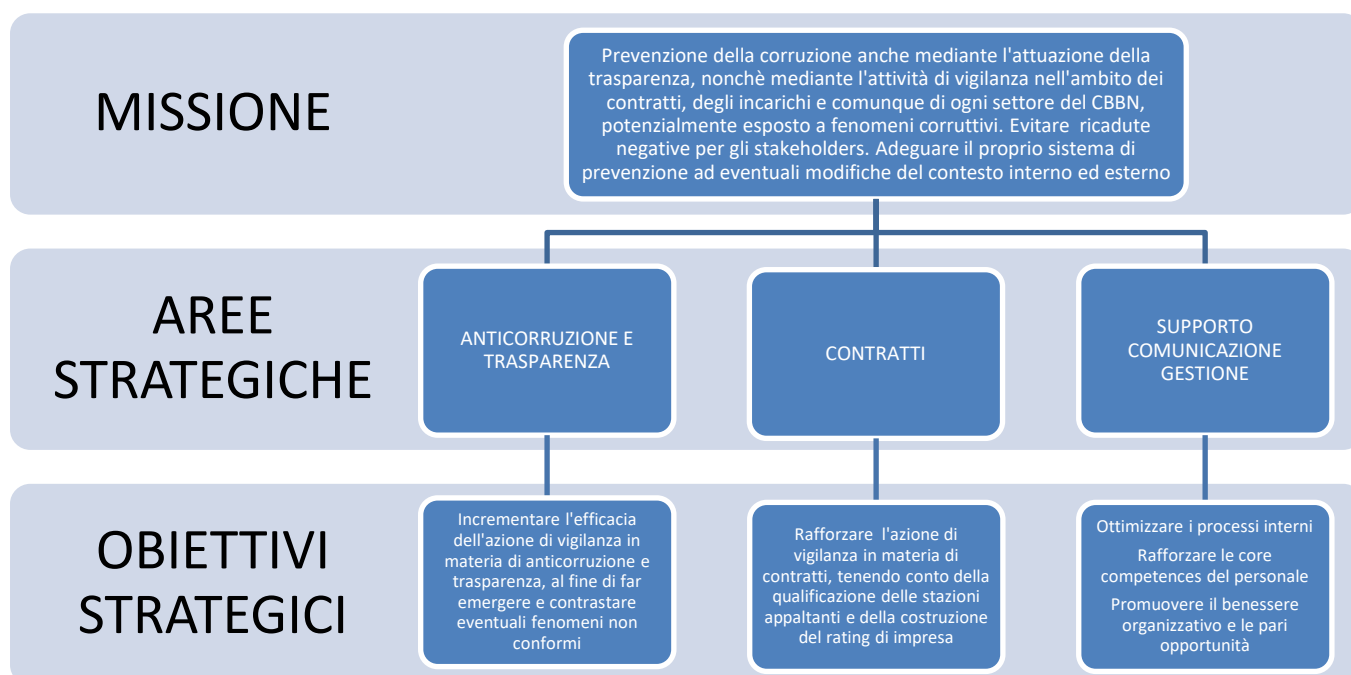 MISSIONE
Prevenzione della corruzione anche mediante l'attuazione della
trasparenza, nonchè mediante l'attività di vigilanza nell'ambito dei
contratti, degli incarichi e comunque di ogni settore del CBBN,
potenzialmente esposto a fenomeni corruttivi. Evitare ricadute
negative per gli stakeholders. Adeguare il proprio sistema di
prevenzione ad eventuali modifiche del contesto interno ed esterno
AREE
STRATEGICHE
ANTICORRUZIONE E
TRASPARENZA
CONTRATTI
SUPPORTO
COMUNICAZIONE
GESTIONE
OBIETTIVI
STRATEGICI
Incrementare l'efficacia
dell'azione di vigilanza in
materia di anticorruzione e
trasparenza, al fine di far
emergere e contrastare
eventuali fenomeni non
conformi
Rafforzare l'azione di
vigilanza in materia di
contratti, tenendo conto della
qualificazione delle stazioni
appaltanti e della costruzione
del rating di impresa
Ottimizzare i processi interni
Rafforzare le core
competences del personale
Promuovere il benessere
organizzativo e le pari
opportunità